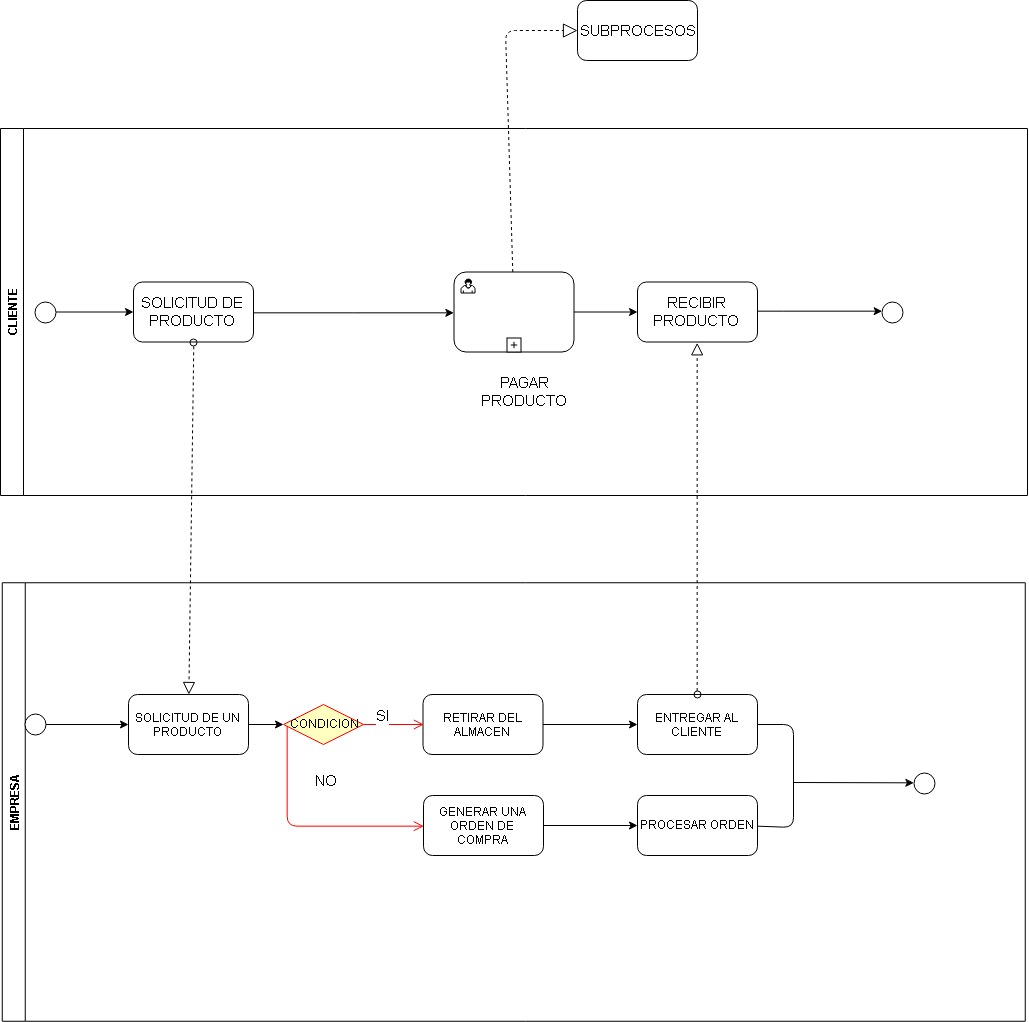 SUBPROCESOS
CLIENTE
SOLICITUD DE
PRODUCTO
PAGAR
PRODUCTO
RECIBIR
PRODUCTO
EMPRESA
SOLICITUD DE UN
PRODUCTO
CONDICION
SI
NO
RETIRAR DEL
ALMACEN
ENTREGAR AL
CLIENTE
GENERAR UNA
ORDEN DE
COMPRA
PROCESAR ORDEN